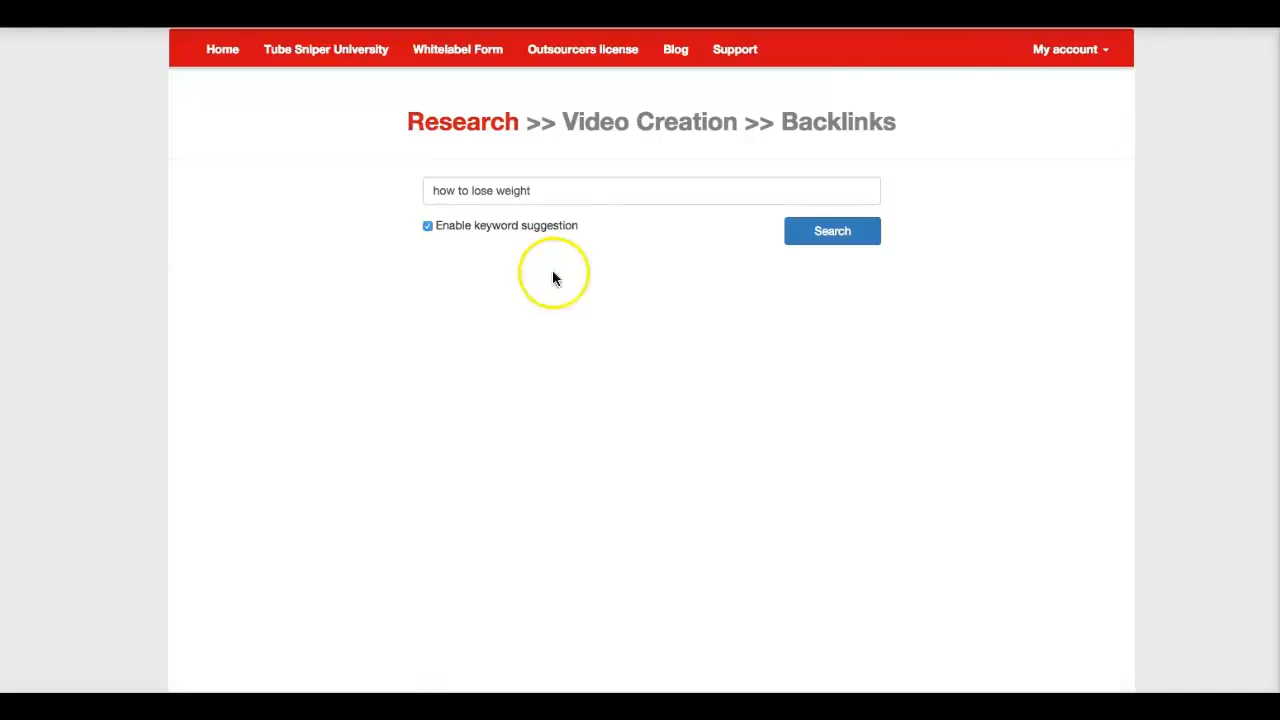 Home Tube Sniper University Whitelabel Form Outsourcers license Blog Support My account
Research >> Video Creation >> Backlinks
how to lose weight
Enable keyword suggestion Search